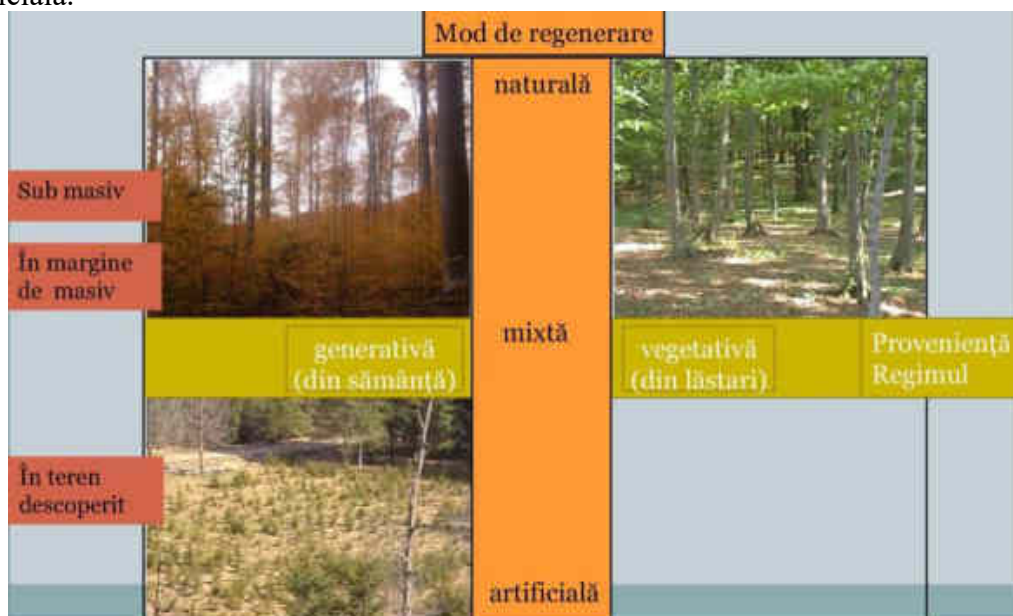 Mod de regenerare
naturală
Sub masiv
În margine
de masiv
mixtă
generativă
(din sămânță)
vegetativă
(din lăstari)
Proveniență
Regimul
În teren
descoperit
artificială